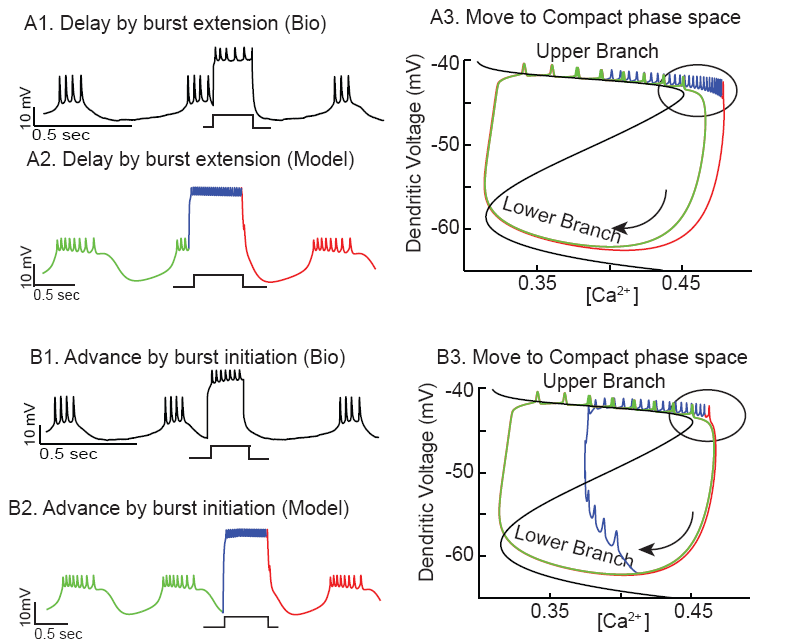 A1. Delay by burst extension (Bio)
10 mV
0.5 sec
A2. Delay by burst extension (Model)
10 mV
0.5 sec
A3. Move to Compact phase space
Upper Branch
-40
-50
-60
Dendritic Voltage (mV)
Lower Branch
0.35
0.45
[Ca²⁺]
B1. Advance by burst initiation (Bio)
10 mV
0.5 sec
B2. Advance by burst initiation (Model)
10mV
0.5 sec
B3. Move to Compact phase space
Upper Branch
-40
-50
-60
Dendritic Voltage (mV)
Lower Branch
0.35
0.45
[Ca²⁺]